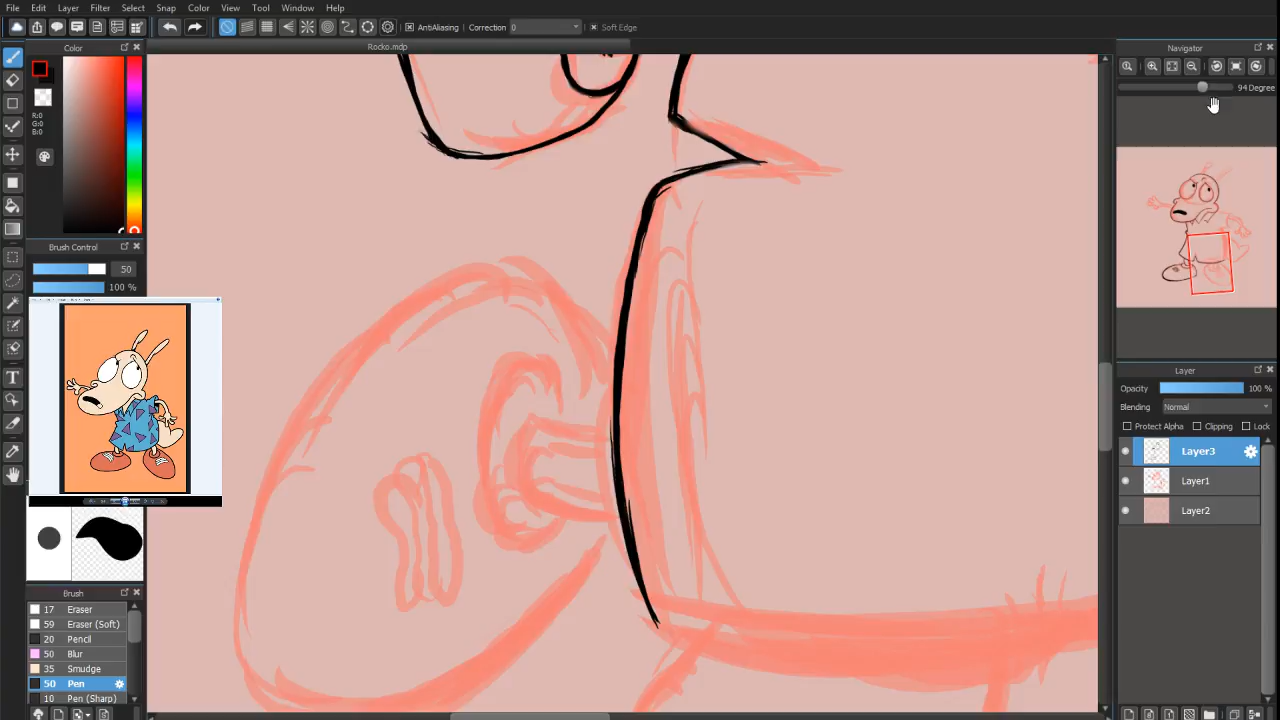 File Edit Layer Filter Select Snap Color View Tool Window Help
AntiAliasing Correction 0 Soft Edge
Color
Rocko.mdp
Navigator
94 Degree
R:0
G:0
B:0
Brush Control
50
100 %
Layer
Opacity 100 %
Blending Normal
Protect Alpha Clipping Lock
Layer3
Layer1
Layer2
Brush
17 Eraser
59 Eraser (Soft)
20 Pencil
50 Blur
35 Smudge
50 Pen
10 Pen (Sharp)